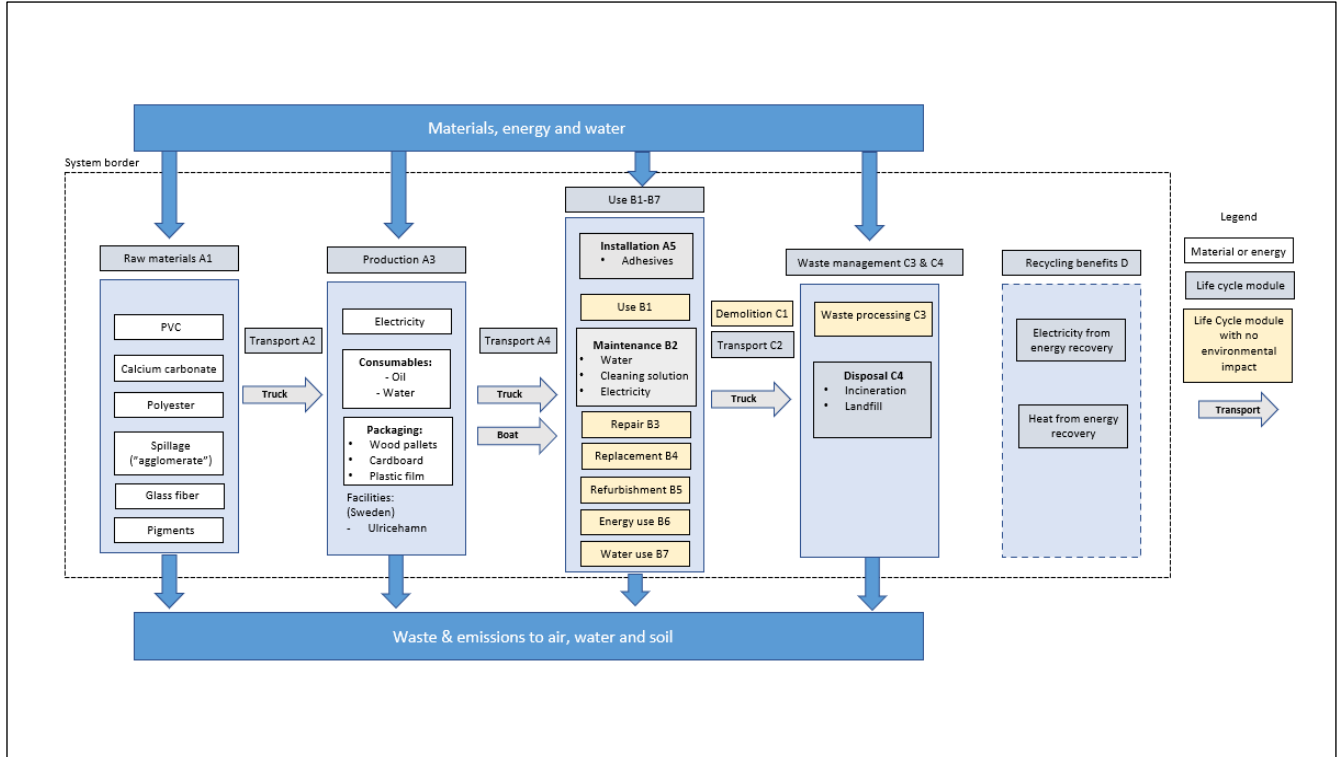 Materials, energy and water
System border
Use B1-B7
Legend
Raw materials A1
Production A3
Waste management C3 & C4
Recycling benefits D
Material or energy
Life cycle module
Life Cycle module
with no
environmental
impact
Transport
PVC
Calcium carbonate
Polyester
Spillage
("agglomerate")
Glass fiber
Pigments
Transport A2
Truck
Electricity
Consumables:
- Oil
- Water
Packaging:
• Wood pallets
• Cardboard
• Plastic film
Facilities:
(Sweden)
- Ulricehamn
Transport A4
Truck
Boat
Installation A5
• Adhesives
Use B1
Maintenance B2
• Water
• Cleaning solution
• Electricity
Repair B3
Replacement B4
Refurbishment B5
Energy use B6
Water use B7
Demolition C1
Transport C2
Truck
Waste processing C3
Disposal C4
• Incineration
• Landfill
Electricity from
energy recovery
Heat from energy
recovery
Waste & emissions to air, water and soil